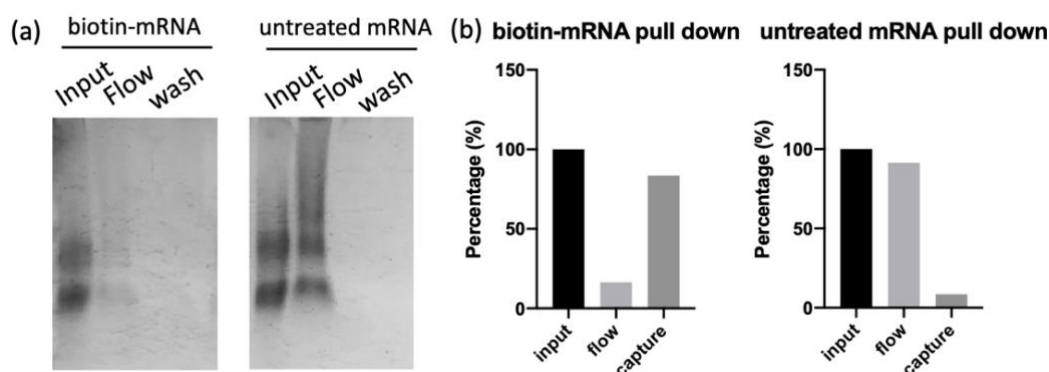 (a) biotin-mRNA untreated mRNA
Input Flow wash Input Flow wash
(b) biotin-mRNA pull down untreated mRNA pull down
Percentage (%)
150
100
50
0
input flow capture
Percentage (%)
150
100
50
0
input flow capture